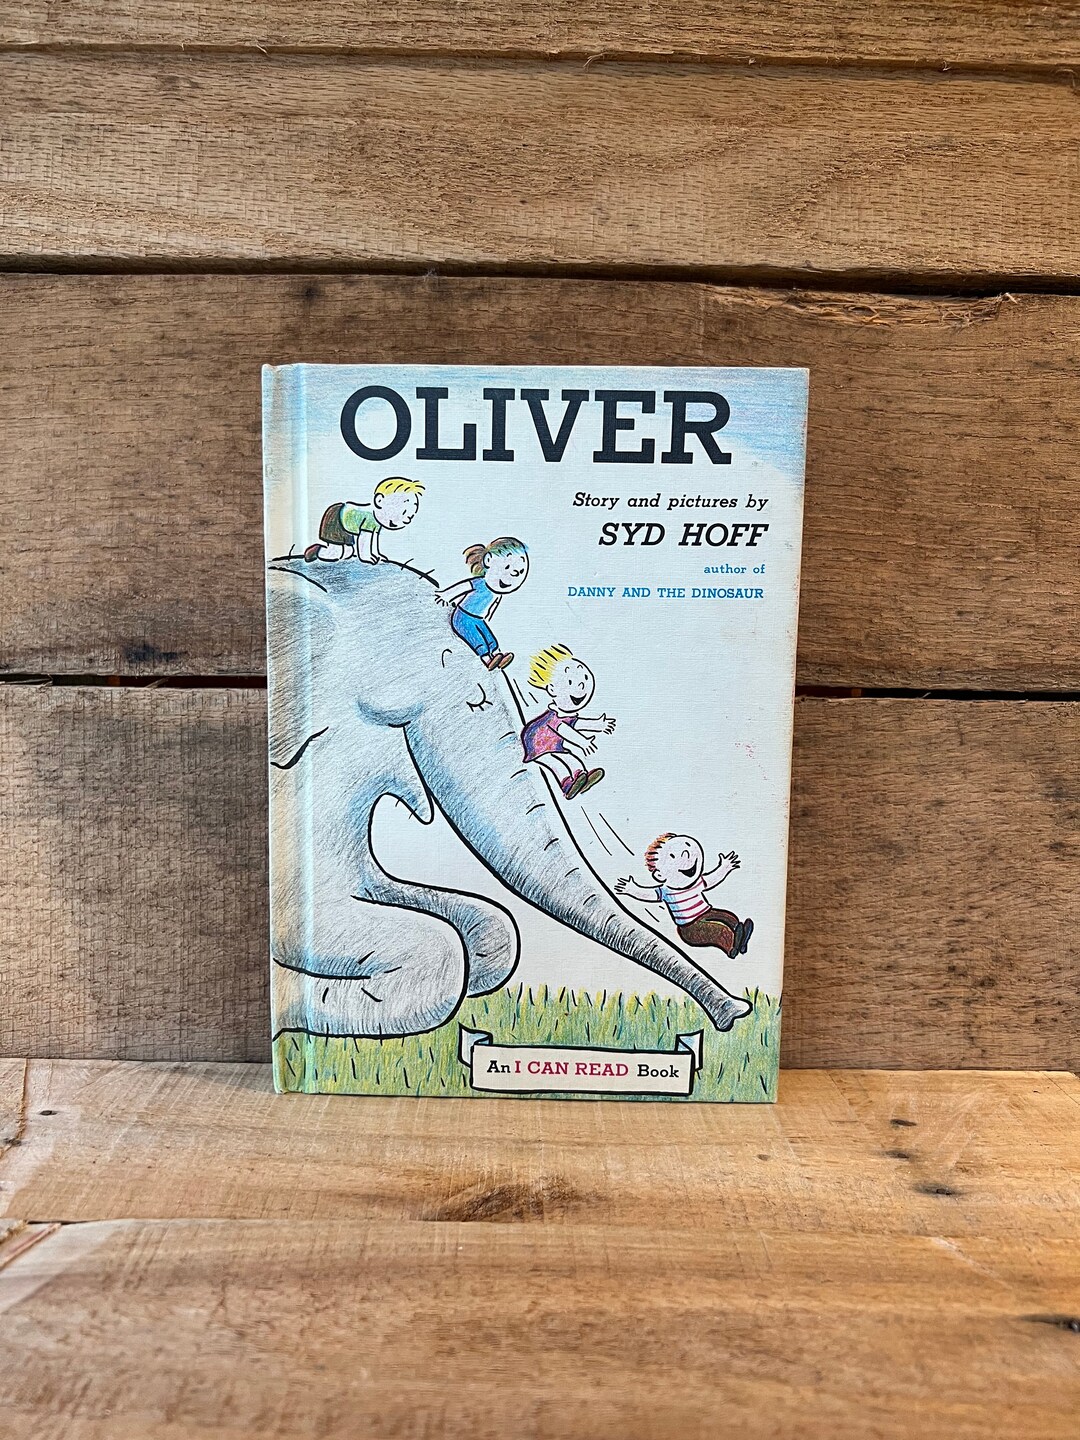 OLIVER
Story and pictures by
SYD HOFF
author of
DANNY AND THE DINOSAUR
An I CAN READ Book